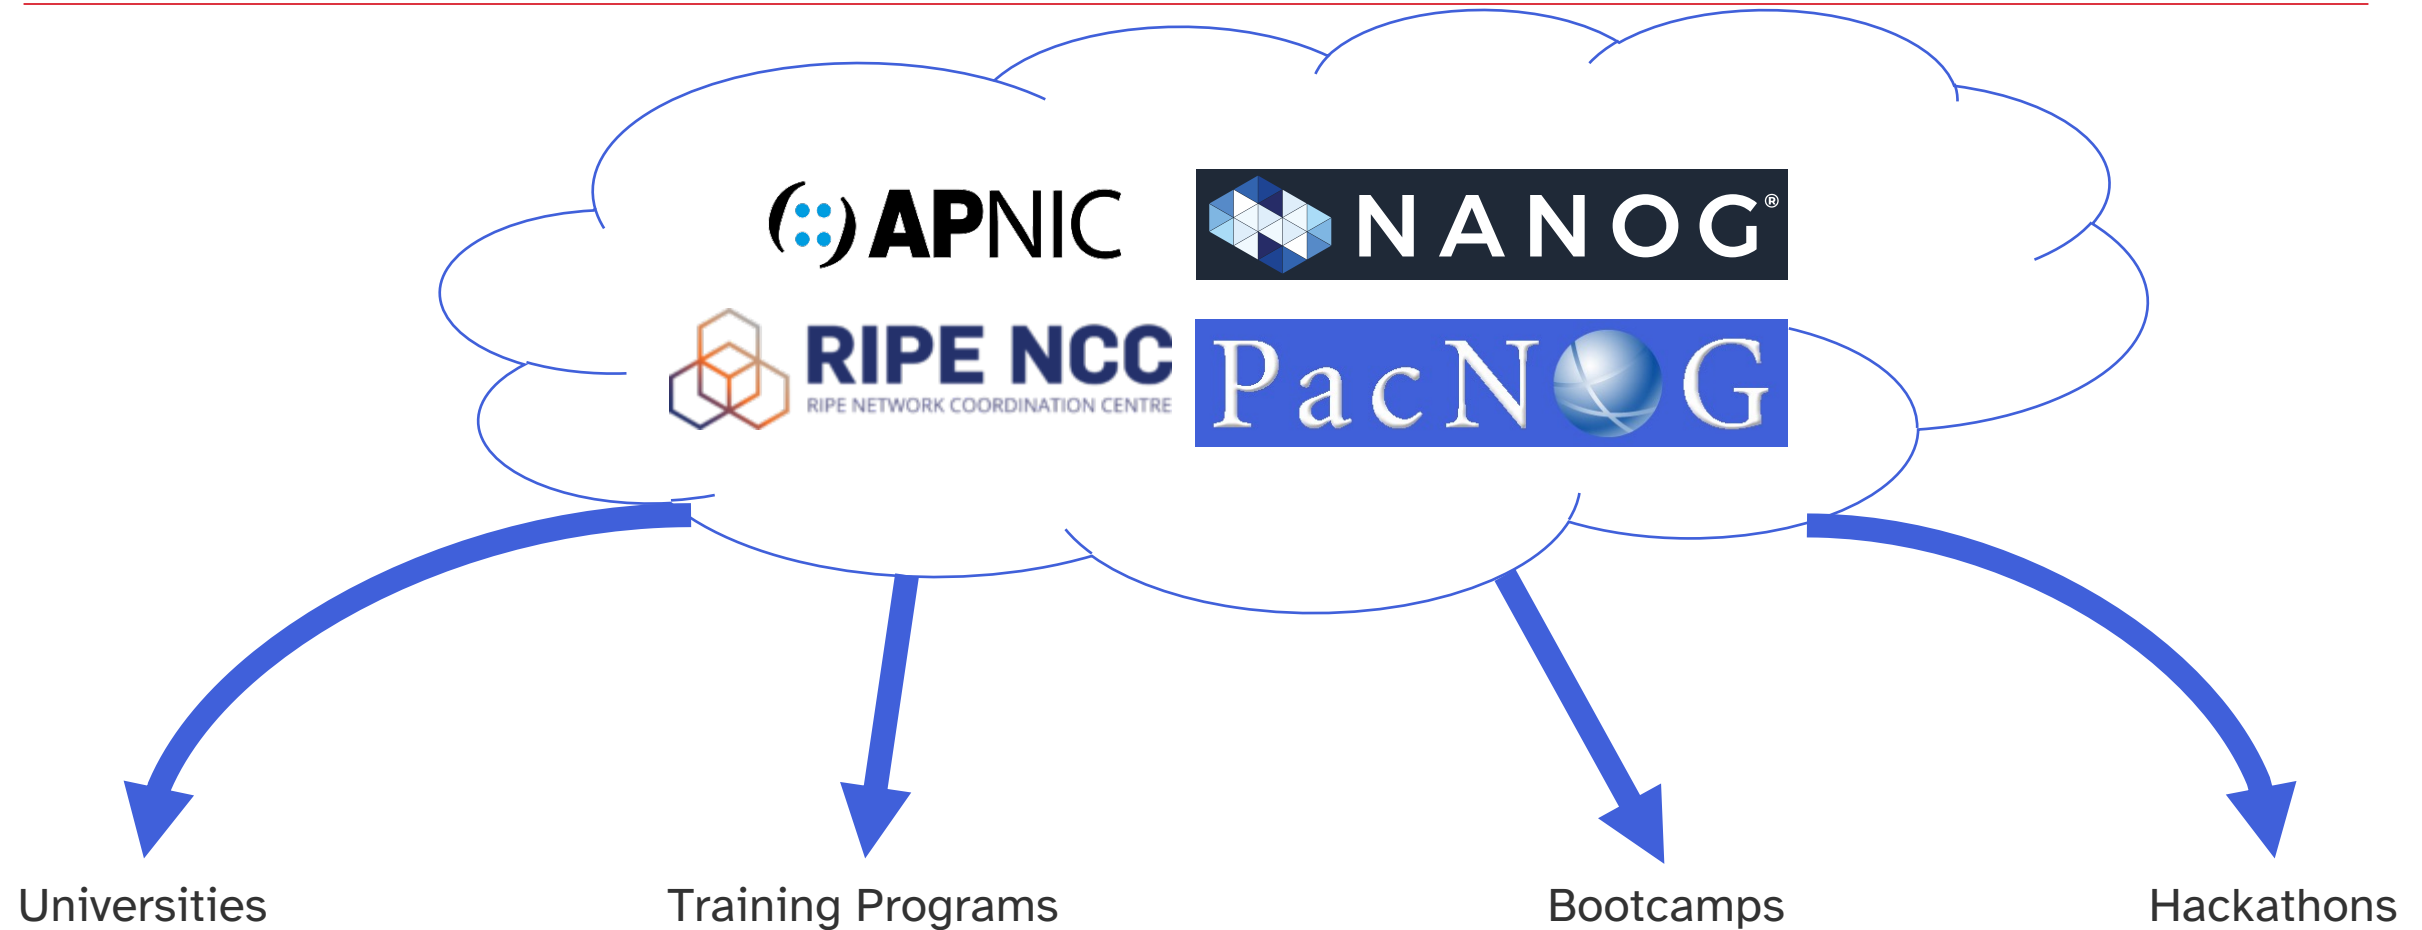 APNIC
NANOG®
RIPE NCC
RIPE NETWORK COORDINATION CENTRE
PacNOG
Universities
Training Programs
Bootcamps
Hackathons